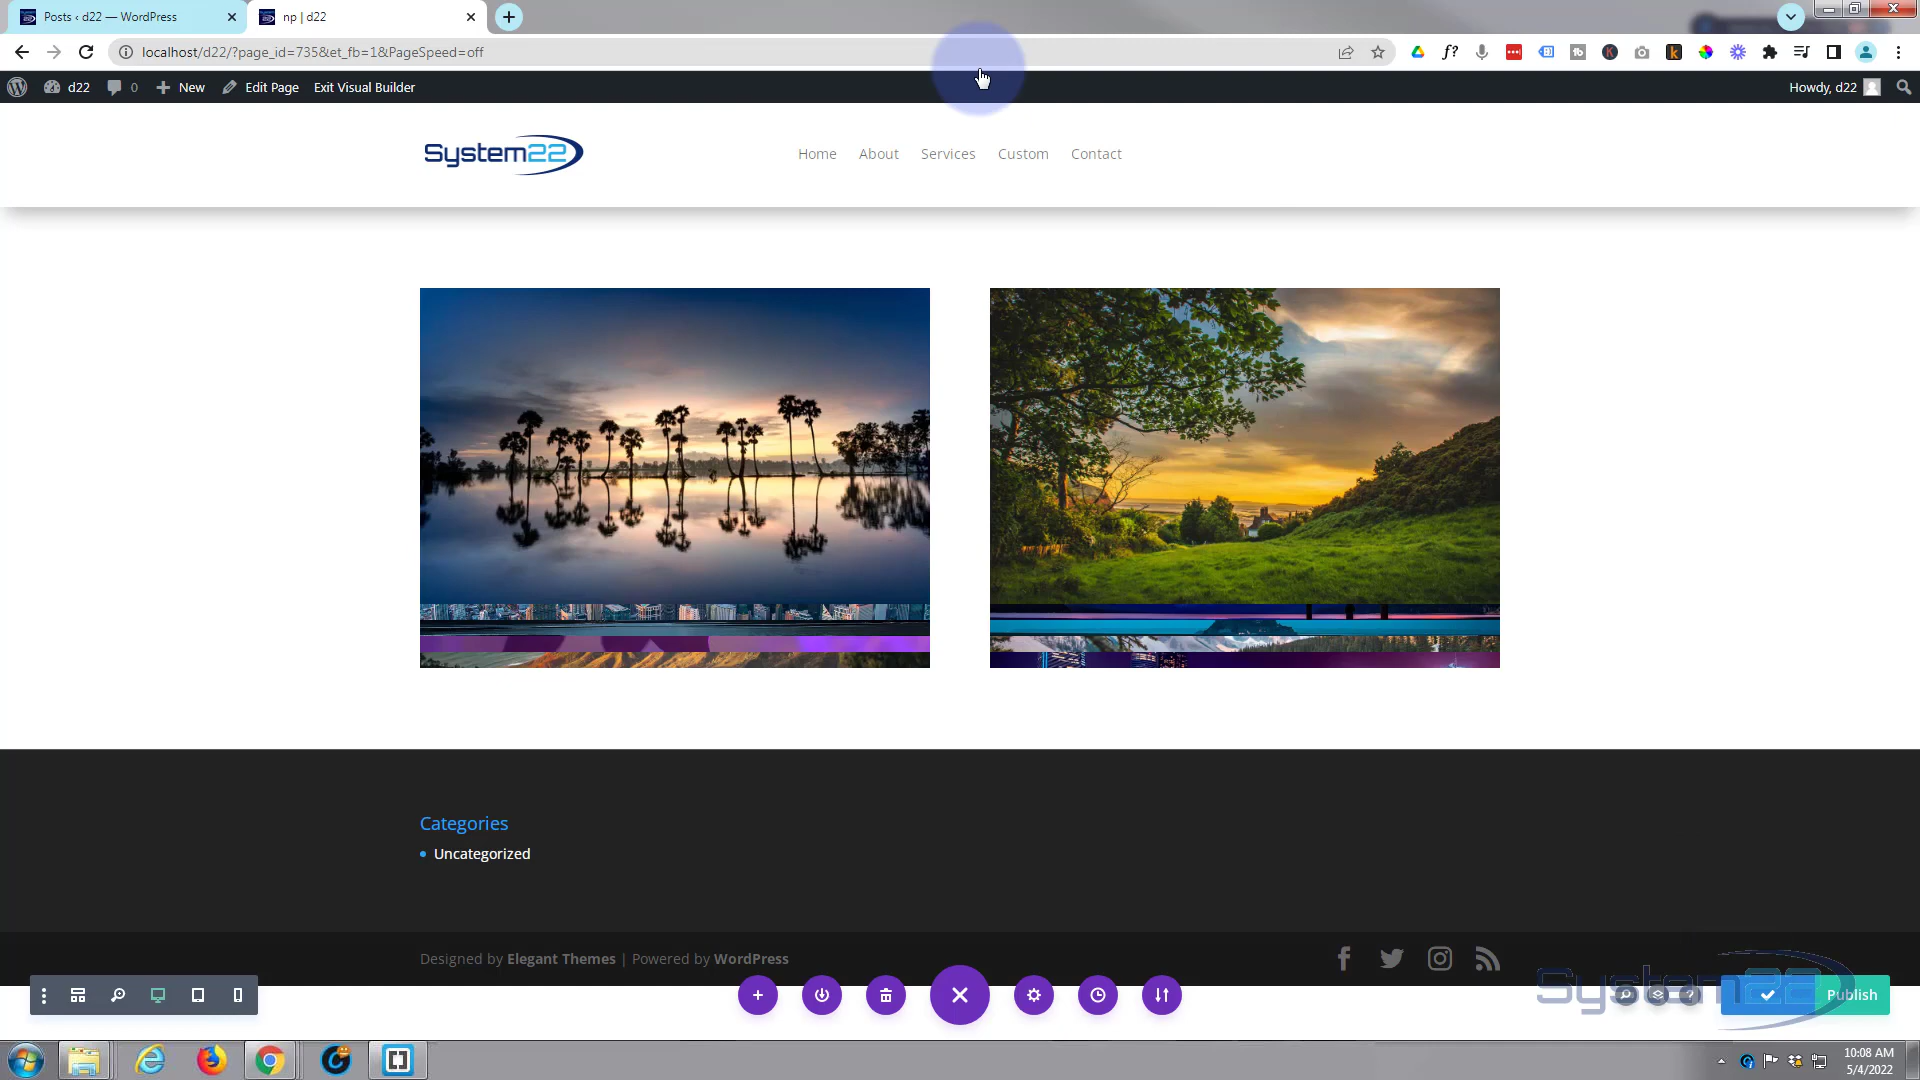 Posts ‹ d22 — WordPress
np | d22
localhost/d22/?page_id=735&et_fb=1&PageSpeed=off
d22
0
New
Edit Page
Exit Visual Builder
Howdy, d22
System22
Home
About
Services
Custom
Contact
Categories
Uncategorized
Designed by Elegant Themes | Powered by WordPress
System22
Publish
10:08 AM
5/4/2022